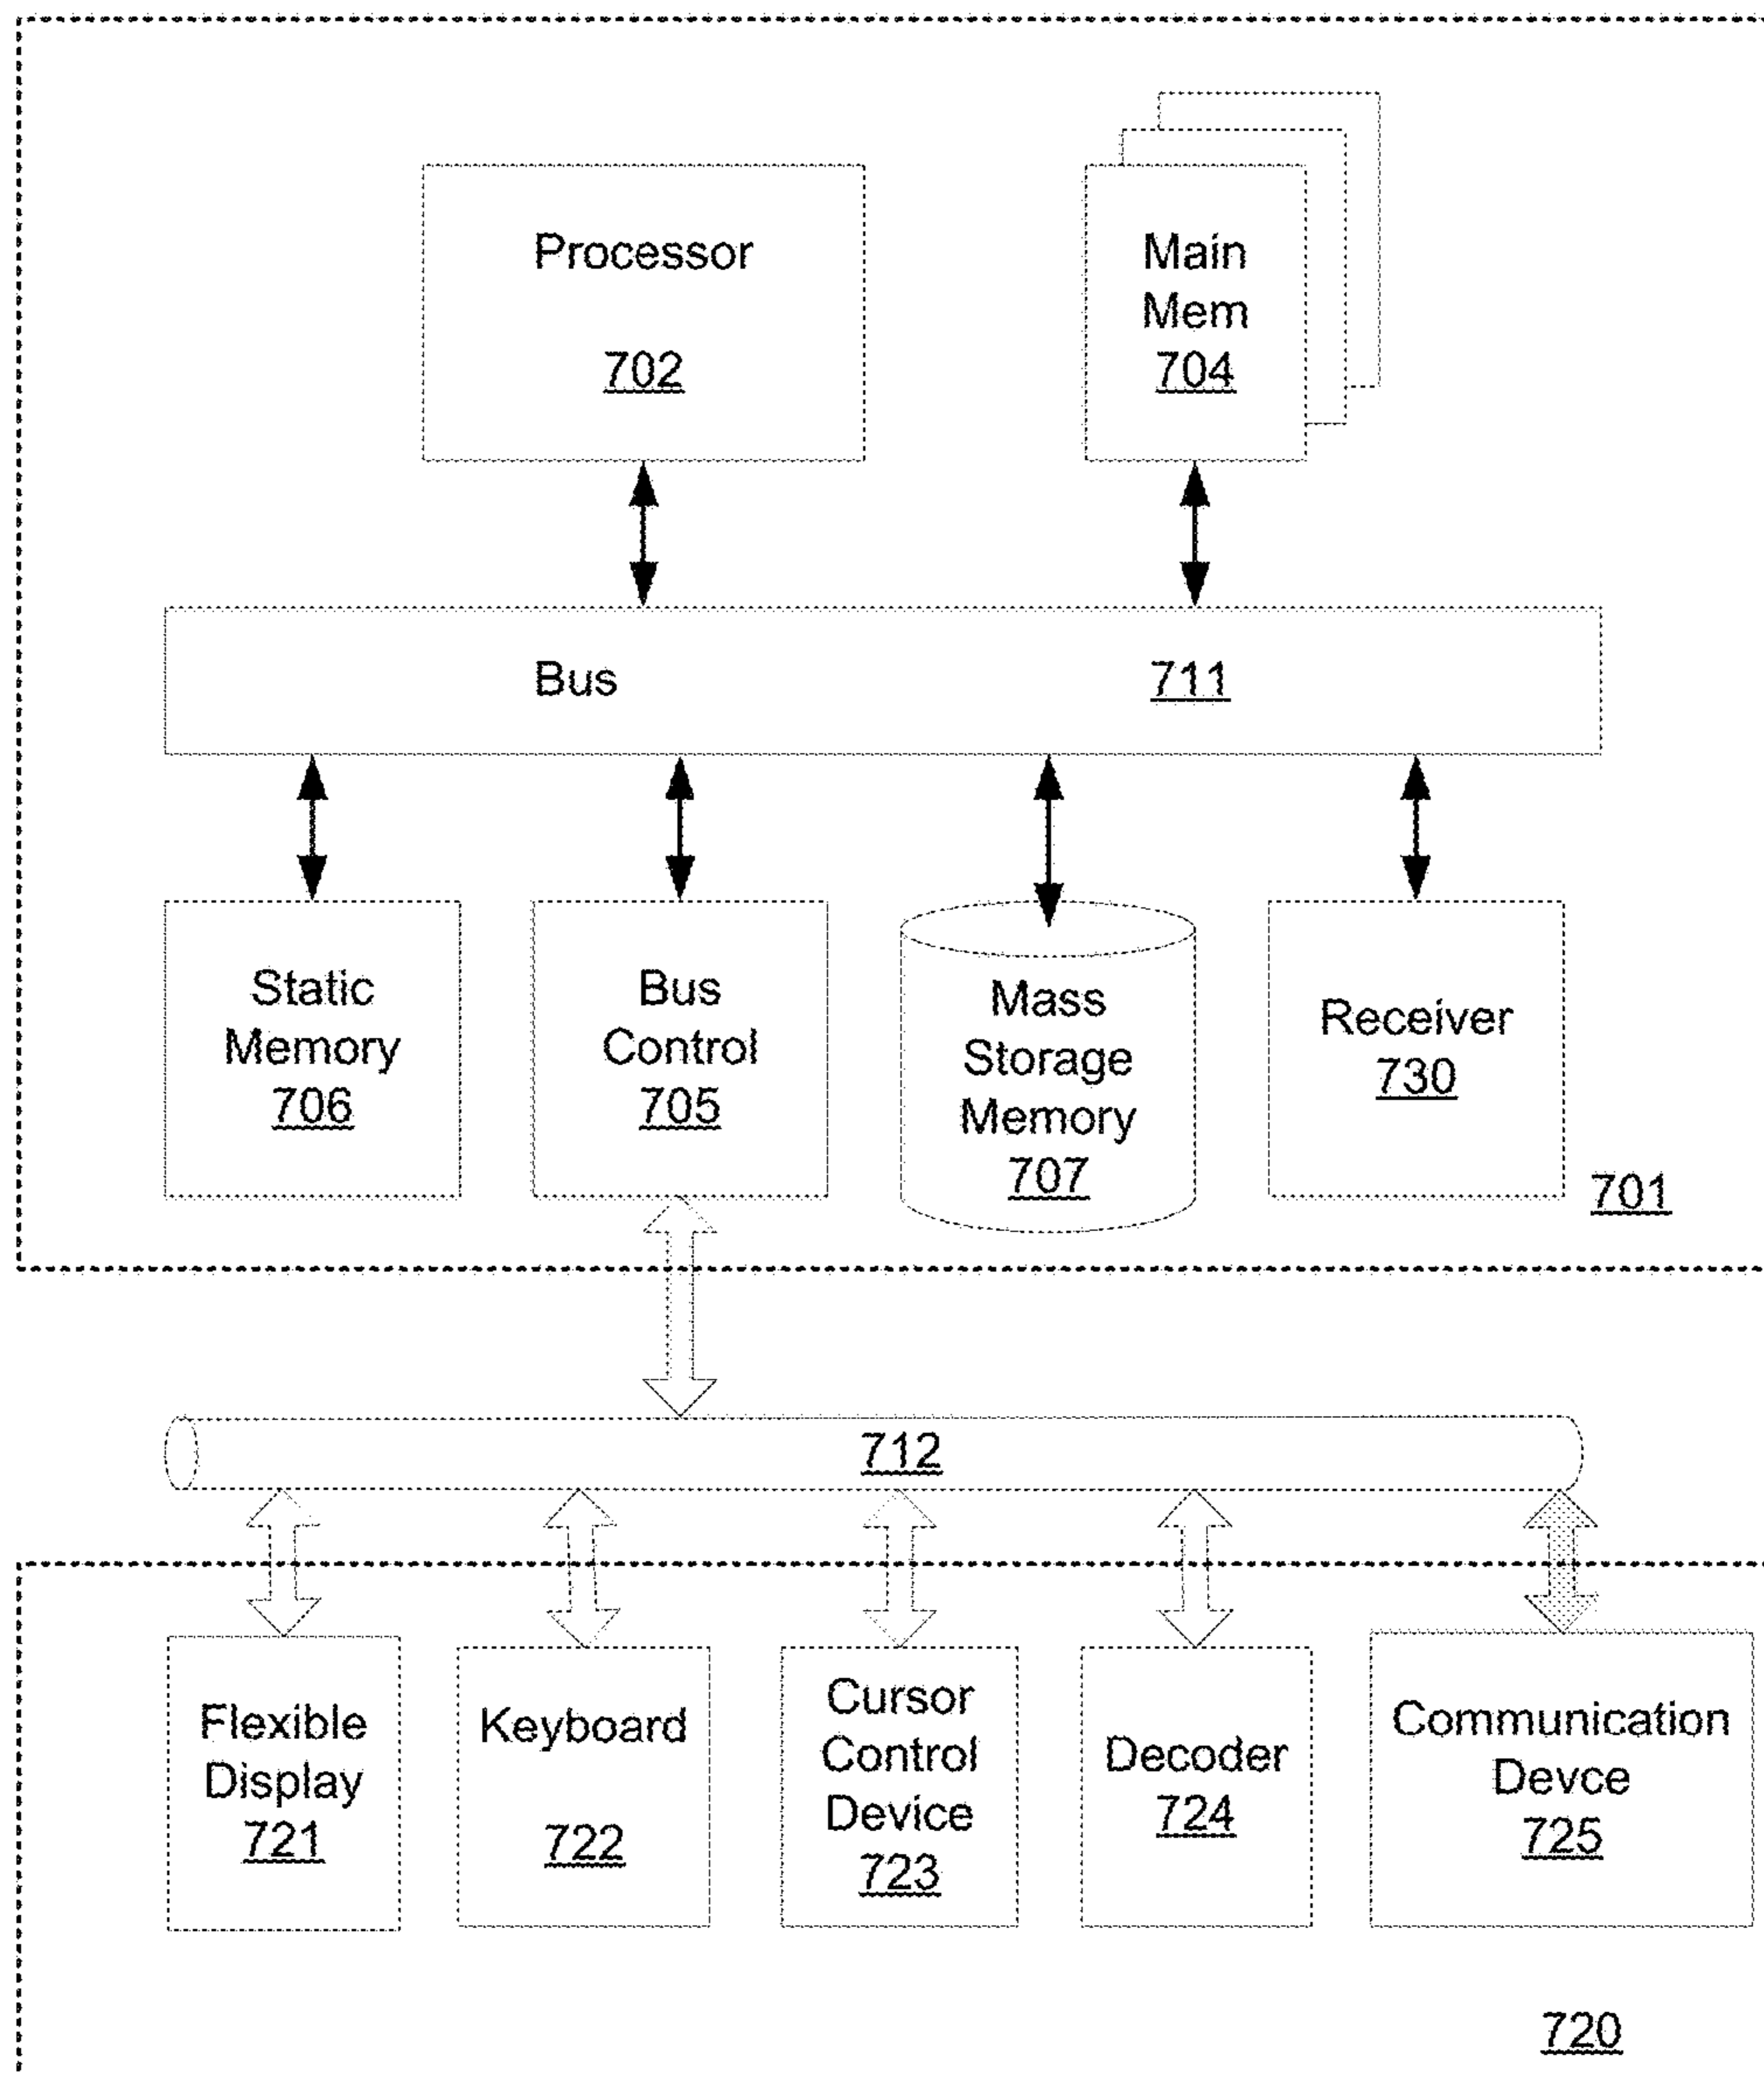 Processor
702
Main
Mem
704
Bus 711
Static
Memory
706
Bus
Control
705
Mass
Storage
Memory
707
Receiver
730
701
712
Flexible
Display
721
Keyboard
722
Cursor
Control
Device
723
Decoder
724
Communication
Devce
725
720